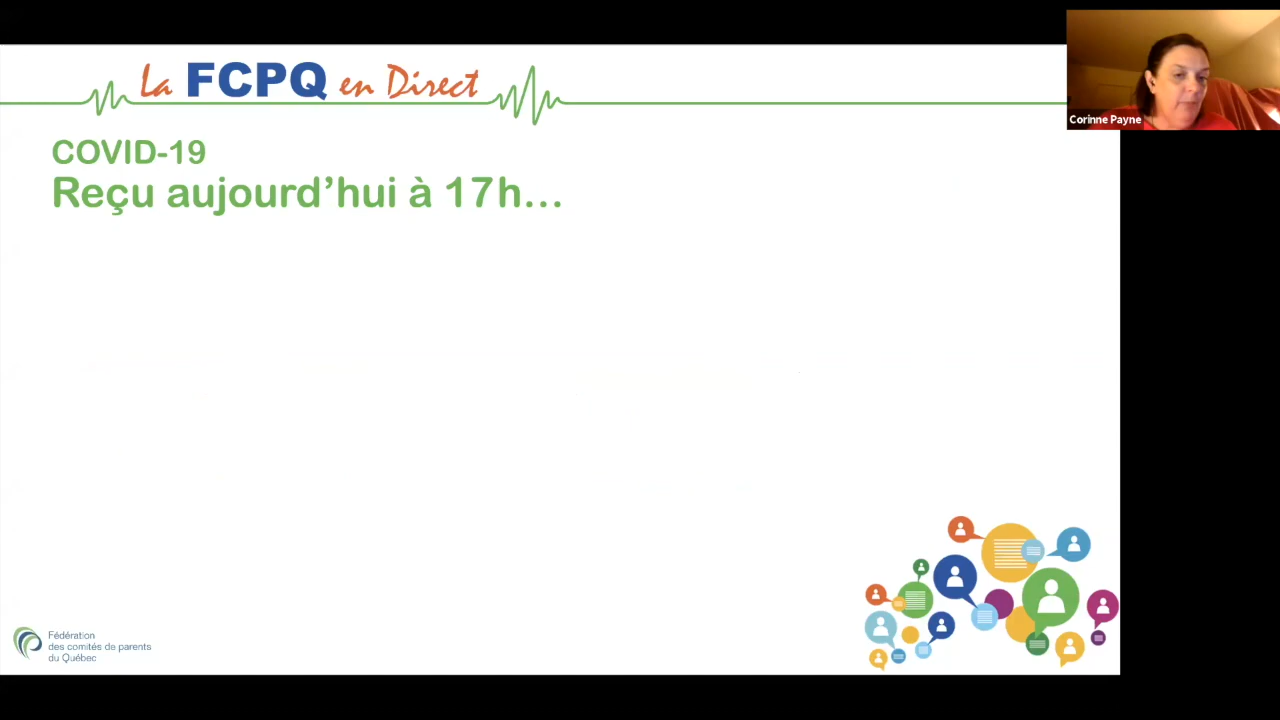 La FCPQ en Direct
Corinne Payne
COVID-19
Reçu aujourd’hui à 17h...
Fédération
des comités de parents
du Québec